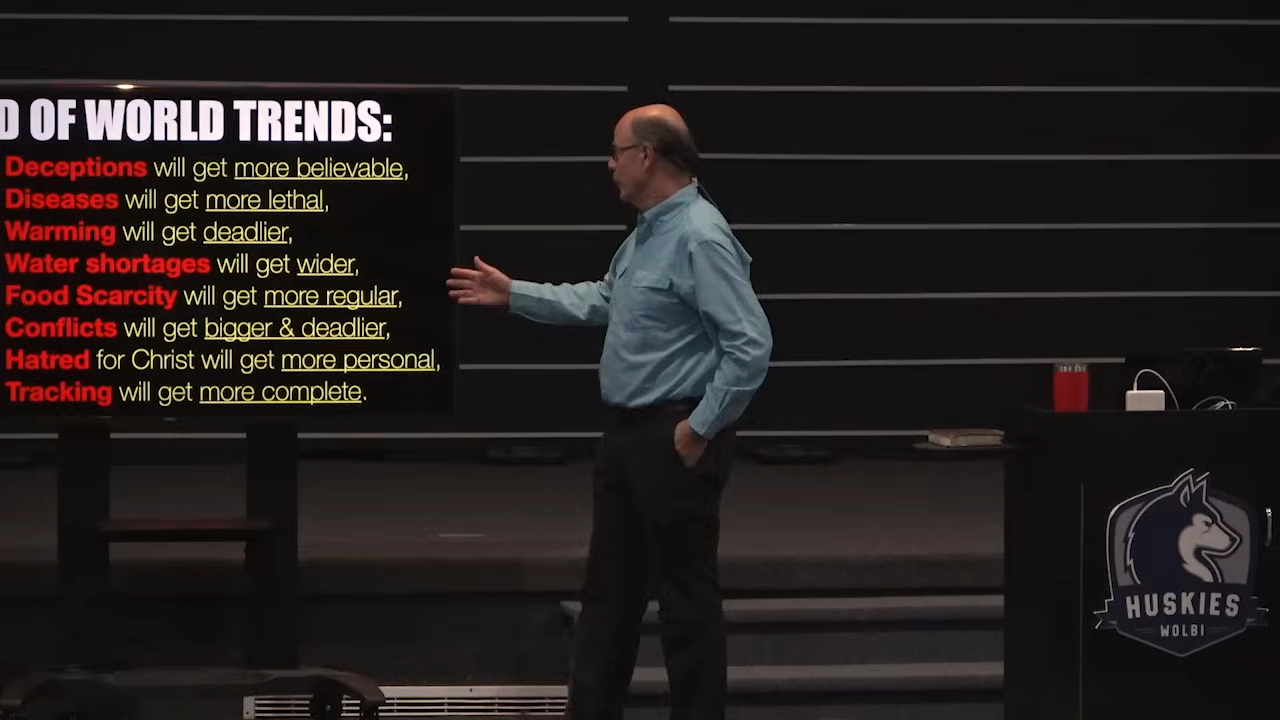 D OF WORLD TRENDS:
Deceptions will get more believable,
Diseases will get more lethal,
Warming will get deadlier,
Water shortages will get wider,
Food Scarcity will get more regular,
Conflicts will get bigger & deadlier,
Hatred for Christ will get more personal,
Tracking will get more complete.
HUSKIES
WOLBI